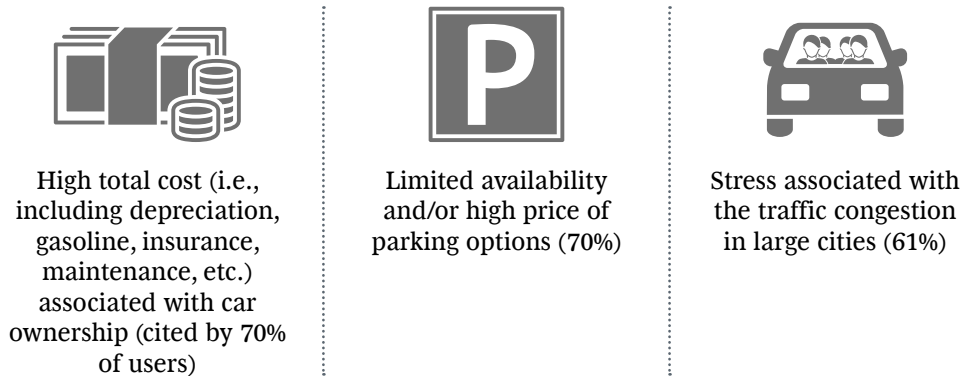 P
High total cost (i.e.,
including depreciation,
gasoline, insurance,
maintenance, etc.)
associated with car
ownership (cited by 70%
of users)
Limited availability
and/or high price of
parking options (70%)
Stress associated with
the traffic congestion
in large cities (61%)